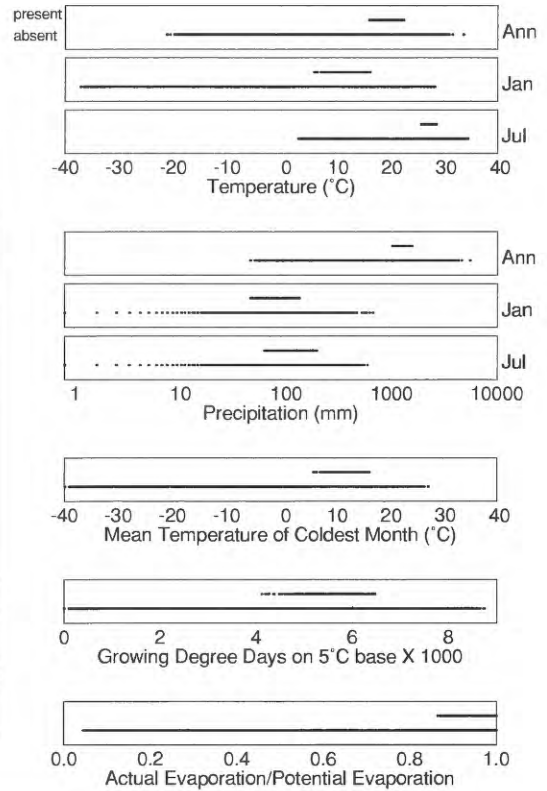 present
absent
Ann
Jan
Jul
-40 -30 -20 -10 0 10 20 30 40
Temperature (˚C)
Ann
Jan
Jul
1 10 100 1000 10000
Precipitation (mm)
-40 -30 -20 -10 0 10 20 30 40
Mean Temperature of Coldest Month (˚C)
0 2 4 6 8
Growing Degree Days on 5˚C base X 1000
0.0 0.2 0.4 0.6 0.8 1.0
Actual Evaporation/Potential Evaporation